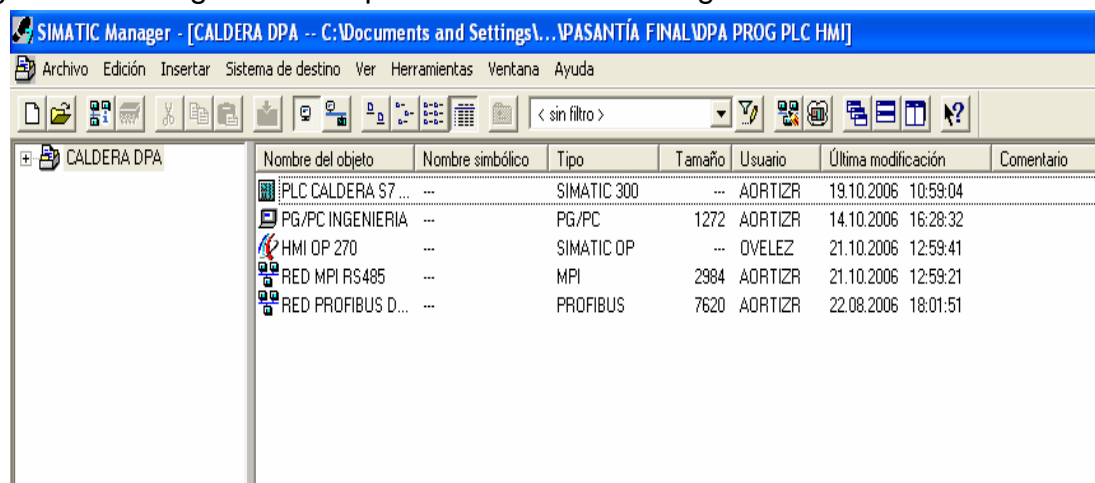 SIMATIC Manager - [CALDERA DPA -- C:\Documents and Settings\...\PASANTÍA FINAL\DPA PROG PLC HMI]
Archivo Edición Insertar Sistema de destino Ver Herramientas Ventana Ayuda
< sin filtro >
CALDERA DPA
Nombre del objeto Nombre simbólico Tipo Tamaño Usuario Última modificación Comentario
PLC CALDERA S7 ... --- SIMATIC 300 --- AORTIZR 19.10.2006 10:59:04
PG/PC INGENIERIA --- PG/PC 1272 AORTIZR 14.10.2006 16:28:32
HMI OP 270 --- SIMATIC OP --- OVELEZ 21.10.2006 12:59:41
RED MPI RS485 --- MPI 2984 AORTIZR 21.10.2006 12:59:21
RED PROFIBUS D... --- PROFIBUS 7620 AORTIZR 22.08.2006 18:01:51